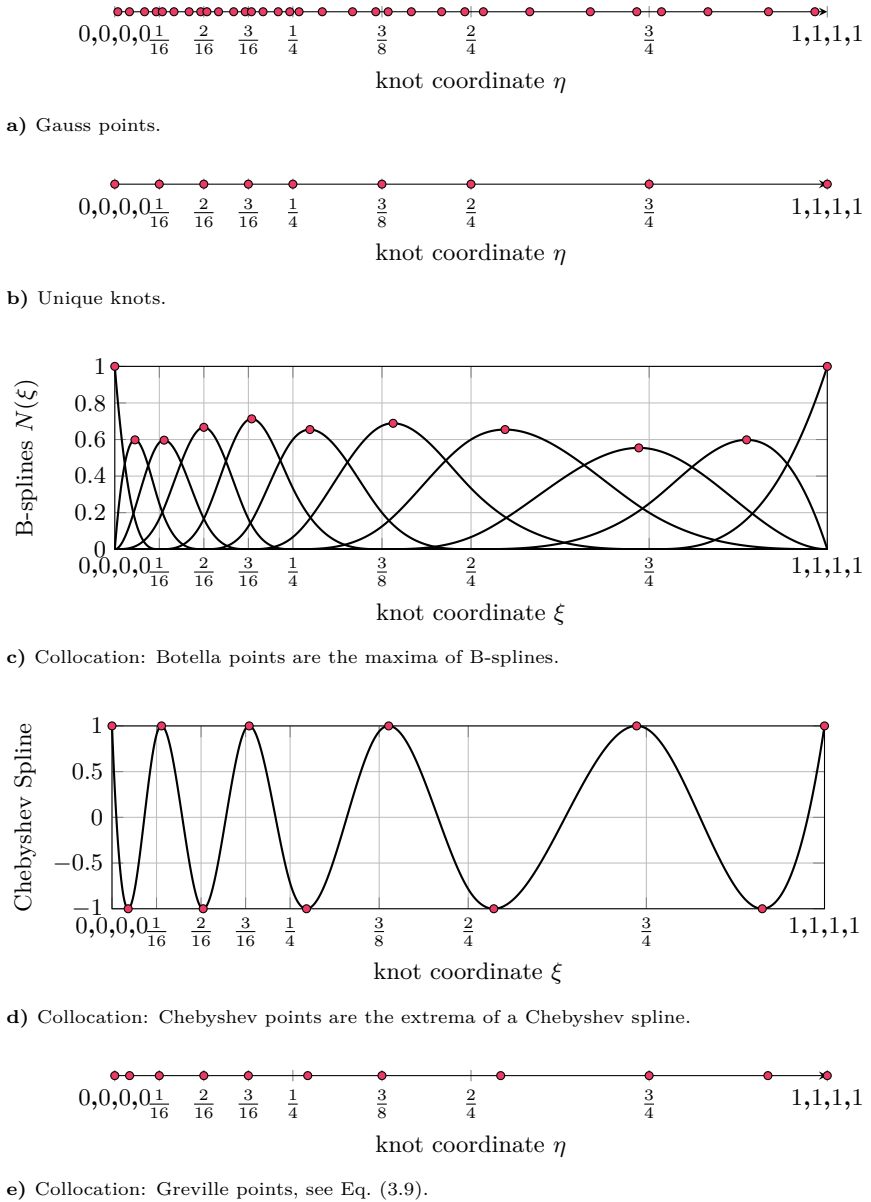 0,0,0,0 1/16 2/16 3/16 1/4 3/8 2/4 3/4 1,1,1,1
knot coordinate η
a) Gauss points.
0,0,0,0 1/16 2/16 3/16 1/4 3/8 2/4 3/4 1,1,1,1
knot coordinate η
b) Unique knots.
B-splines N(ξ)
1
0.8
0.6
0.4
0.2
0
0,0,0,0 1/16 2/16 3/16 1/4 3/8 2/4 3/4 1,1,1,1
knot coordinate ξ
c) Collocation: Botella points are the maxima of B-splines.
Chebyshev Spline
1
0.5
0
−0.5
−1
0,0,0,0 1/16 2/16 3/16 1/4 3/8 2/4 3/4 1,1,1,1
knot coordinate ξ
d) Collocation: Chebyshev points are the extrema of a Chebyshev spline.
0,0,0,0 1/16 2/16 3/16 1/4 3/8 2/4 3/4 1,1,1,1
knot coordinate η
e) Collocation: Greville points, see Eq. (3.9).